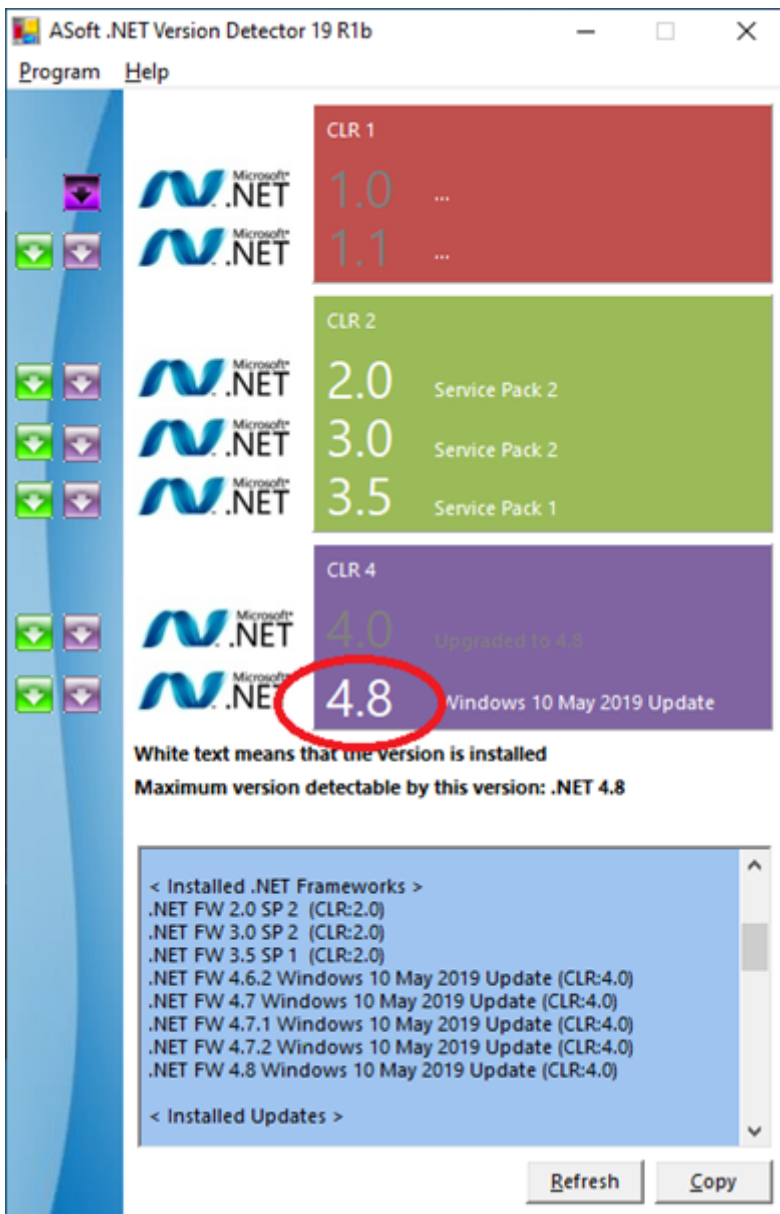 ASoft .NET Version Detector 19 R1b
Program Help
CLR 1
Microsoft®
.NET 1.0 ...
Microsoft®
.NET 1.1 ...
CLR 2
Microsoft®
.NET 2.0 Service Pack 2
Microsoft®
.NET 3.0 Service Pack 2
Microsoft®
.NET 3.5 Service Pack 1
CLR 4
Microsoft®
.NET 4.0 Upgraded to 4.8
Microsoft®
.NET 4.8 Windows 10 May 2019 Update
White text means that the version is installed
Maximum version detectable by this version: .NET 4.8
< Installed .NET Frameworks >
.NET FW 2.0 SP 2 (CLR:2.0)
.NET FW 3.0 SP 2 (CLR:2.0)
.NET FW 3.5 SP 1 (CLR:2.0)
.NET FW 4.6.2 Windows 10 May 2019 Update (CLR:4.0)
.NET FW 4.7 Windows 10 May 2019 Update (CLR:4.0)
.NET FW 4.7.1 Windows 10 May 2019 Update (CLR:4.0)
.NET FW 4.7.2 Windows 10 May 2019 Update (CLR:4.0)
.NET FW 4.8 Windows 10 May 2019 Update (CLR:4.0)
< Installed Updates >
Refresh Copy